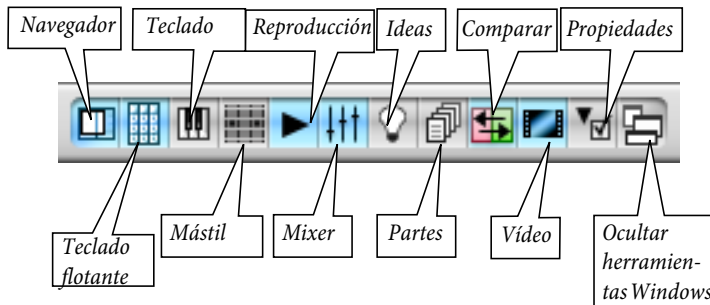 Navegador
Teclado
Reproducción
Ideas
Comparar
Propiedades
Teclado
flotante
Mástil
Mixer
Partes
Vídeo
Ocultar
herramien-
tas Windows